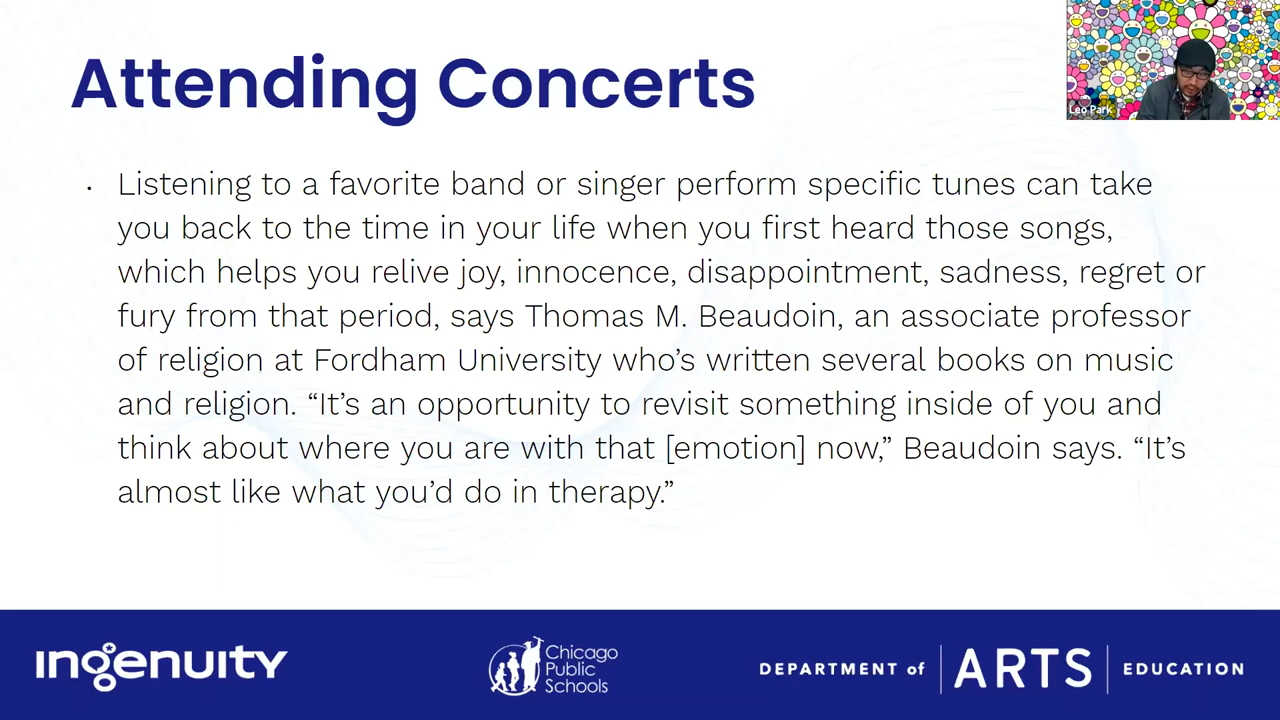 Attending Concerts
Leo Park
· Listening to a favorite band or singer perform specific tunes can take
you back to the time in your life when you first heard those songs,
which helps you relive joy, innocence, disappointment, sadness, regret or
fury from that period, says Thomas M. Beaudoin, an associate professor
of religion at Fordham University who’s written several books on music
and religion. “It’s an opportunity to revisit something inside of you and
think about where you are with that [emotion] now,” Beaudoin says. “It’s
almost like what you’d do in therapy.”
ingenuity
Chicago
Public
Schools
DEPARTMENT of ARTS EDUCATION